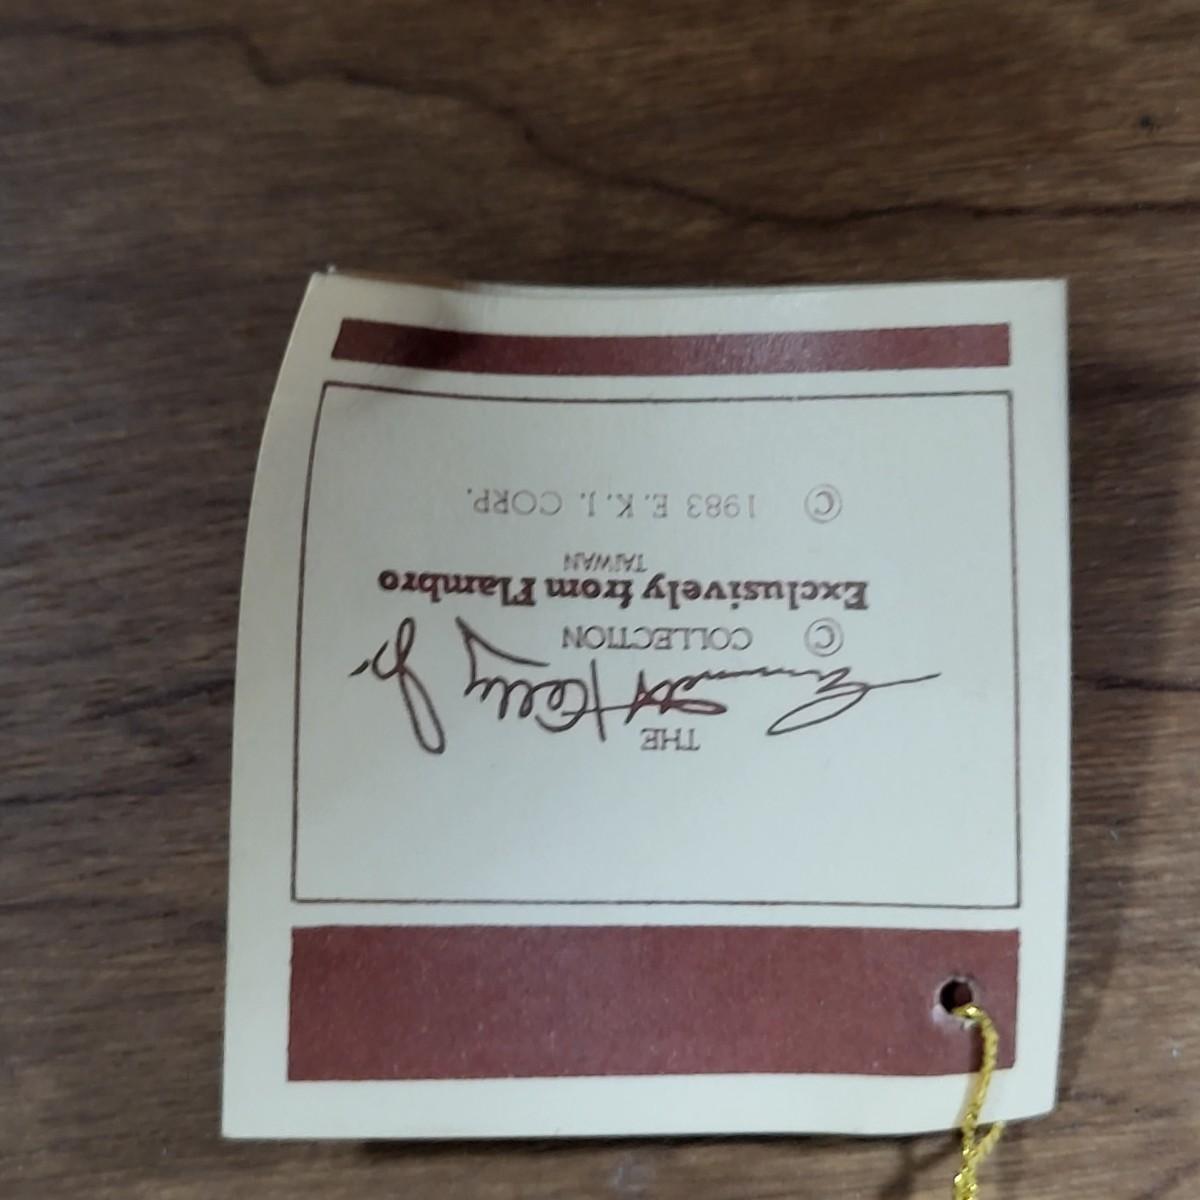 THE
Emmett Kelly Jr.
COLLECTION ©
Exclusively from Flambro
TAIWAN
© 1983 E. K. J. CORP.